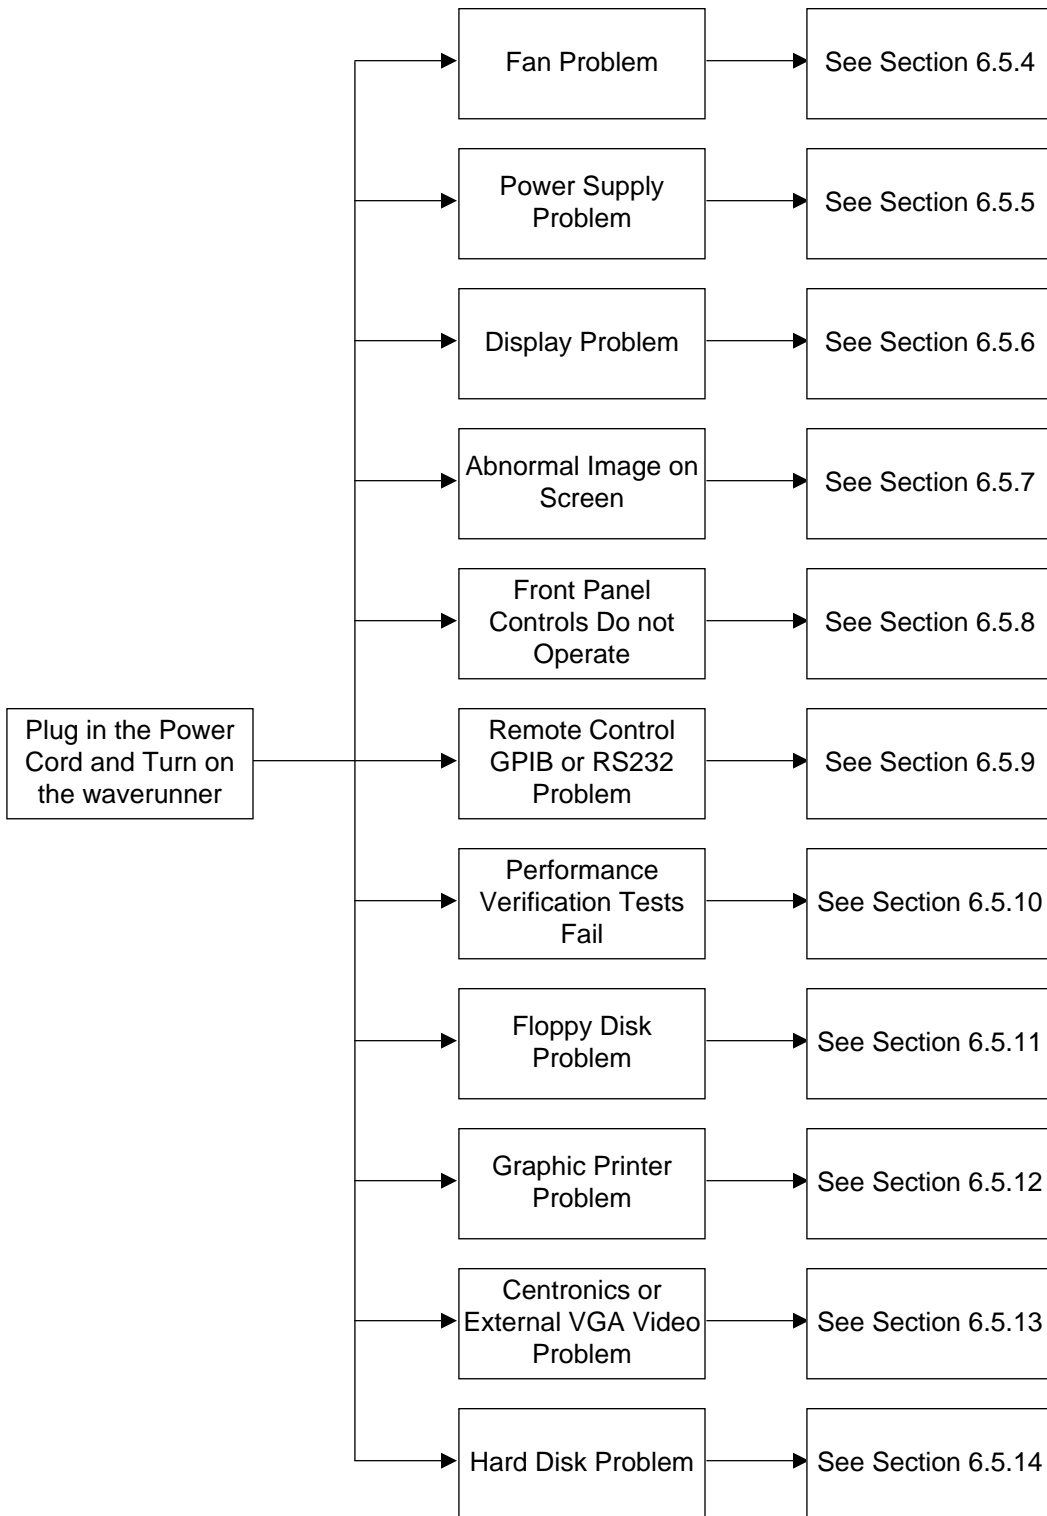 Fan Problem
See Section 6.5.4
Power Supply
Problem
See Section 6.5.5
Display Problem
See Section 6.5.6
Abnormal Image on
Screen
See Section 6.5.7
Front Panel
Controls Do not
Operate
See Section 6.5.8
Plug in the Power
Cord and Turn on
the waverunner
Remote Control
GPIB or RS232
Problem
See Section 6.5.9
Performance
Verification Tests
Fail
See Section 6.5.10
Floppy Disk
Problem
See Section 6.5.11
Graphic Printer
Problem
See Section 6.5.12
Centronics or
External VGA Video
Problem
See Section 6.5.13
Hard Disk Problem
See Section 6.5.14